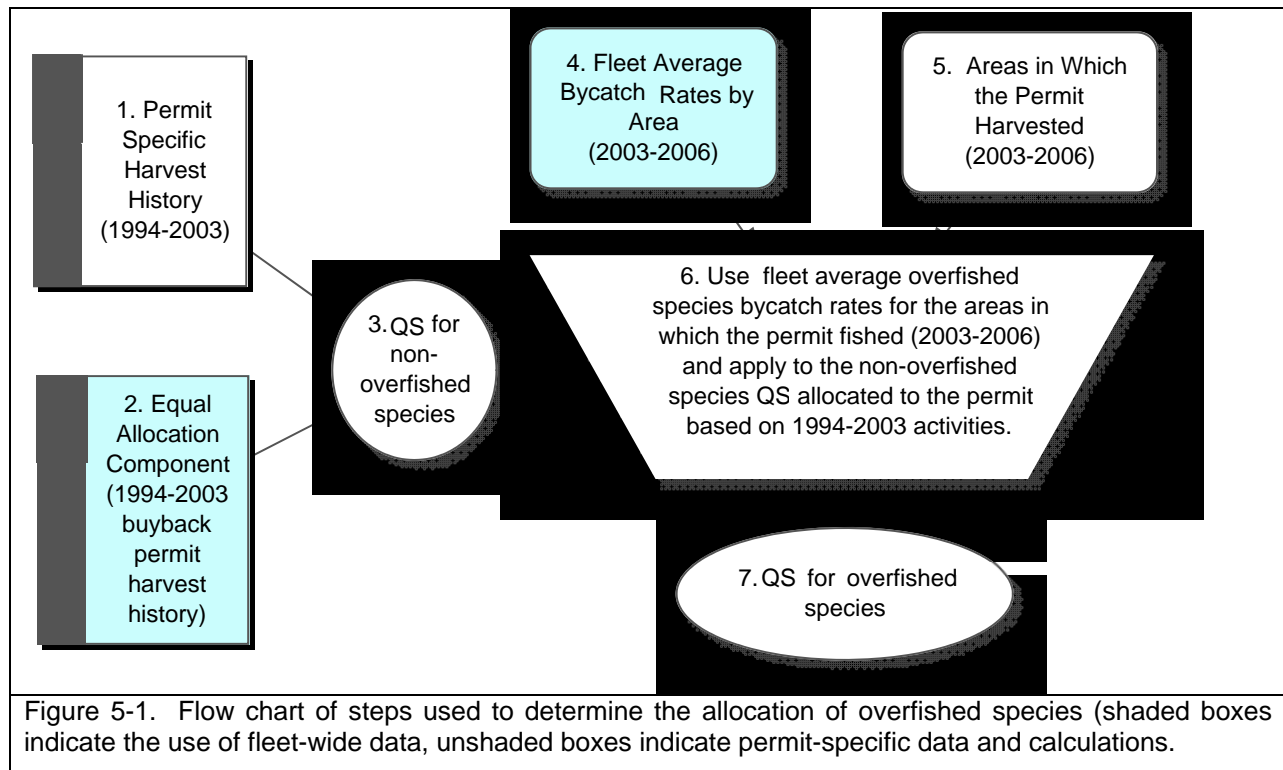 1. Permit
Specific
Harvest
History
(1994-2003)
2. Equal
Allocation
Component
(1994-2003
buyback
permit
harvest
history)
3. QS for
non-
overfished
species
4. Fleet Average
Bycatch Rates by
Area
(2003-2006)
5. Areas in Which
the Permit
Harvested
(2003-2006)
6. Use fleet average overfished
species bycatch rates for the areas in
which the permit fished (2003-2006)
and apply to the non-overfished
species QS allocated to the permit
based on 1994-2003 activities.
7. QS for overfished
species
Figure 5-1. Flow chart of steps used to determine the allocation of overfished species (shaded boxes
indicate the use of fleet-wide data, unshaded boxes indicate permit-specific data and calculations.